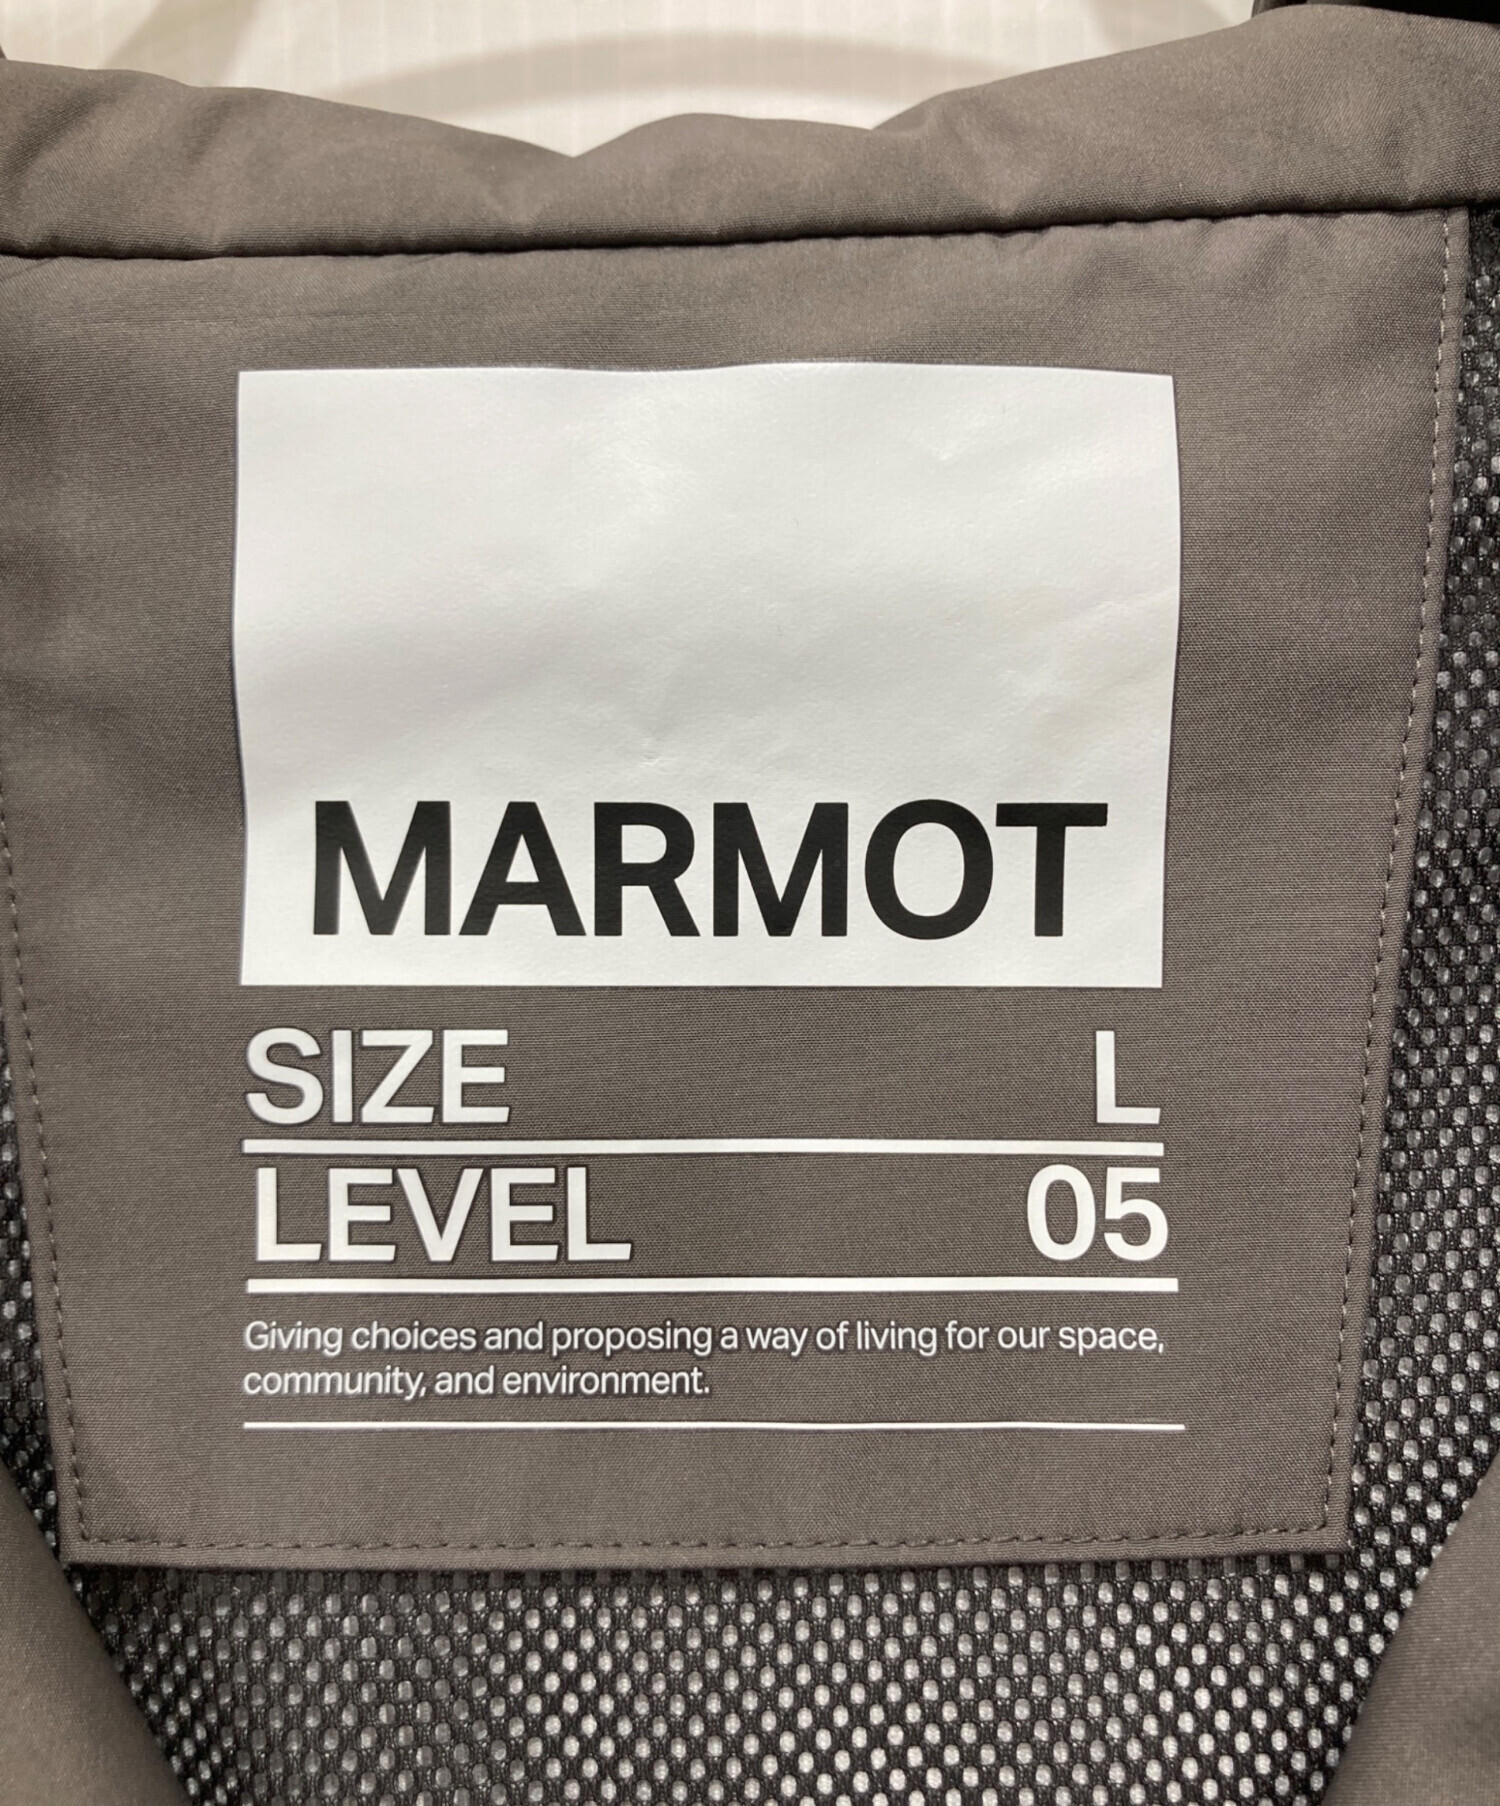 MARMOT
SIZE L
LEVEL 05
Giving choices and proposing a way of living for our space,
community, and environment.